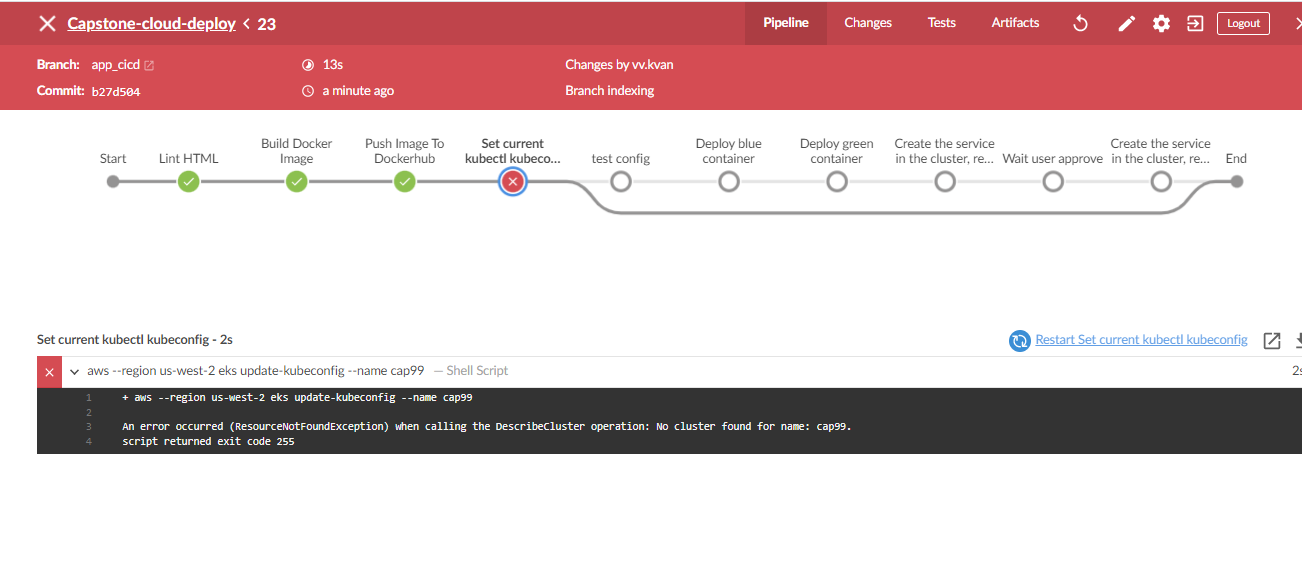 Capstone-cloud-deploy < 23
Pipeline Changes Tests Artifacts Logout
Branch: app_cicd 13s Changes by vv.kvan
Commit: b27d504 a minute ago Branch indexing
Start
Lint HTML
Build Docker
Image
Push Image To
Dockerhub
Set current
kubectl kubeco...
test config
Deploy blue
container
Deploy green
container
Create the service
in the cluster, re...
Wait user approve
Create the service
in the cluster, re...
End
Set current kubectl kubeconfig - 2s Restart Set current kubectl kubeconfig
aws --region us-west-2 eks update-kubeconfig --name cap99 — Shell Script 2s
1 + aws --region us-west-2 eks update-kubeconfig --name cap99
2
3 An error occurred (ResourceNotFoundException) when calling the DescribeCluster operation: No cluster found for name: cap99.
4 script returned exit code 255